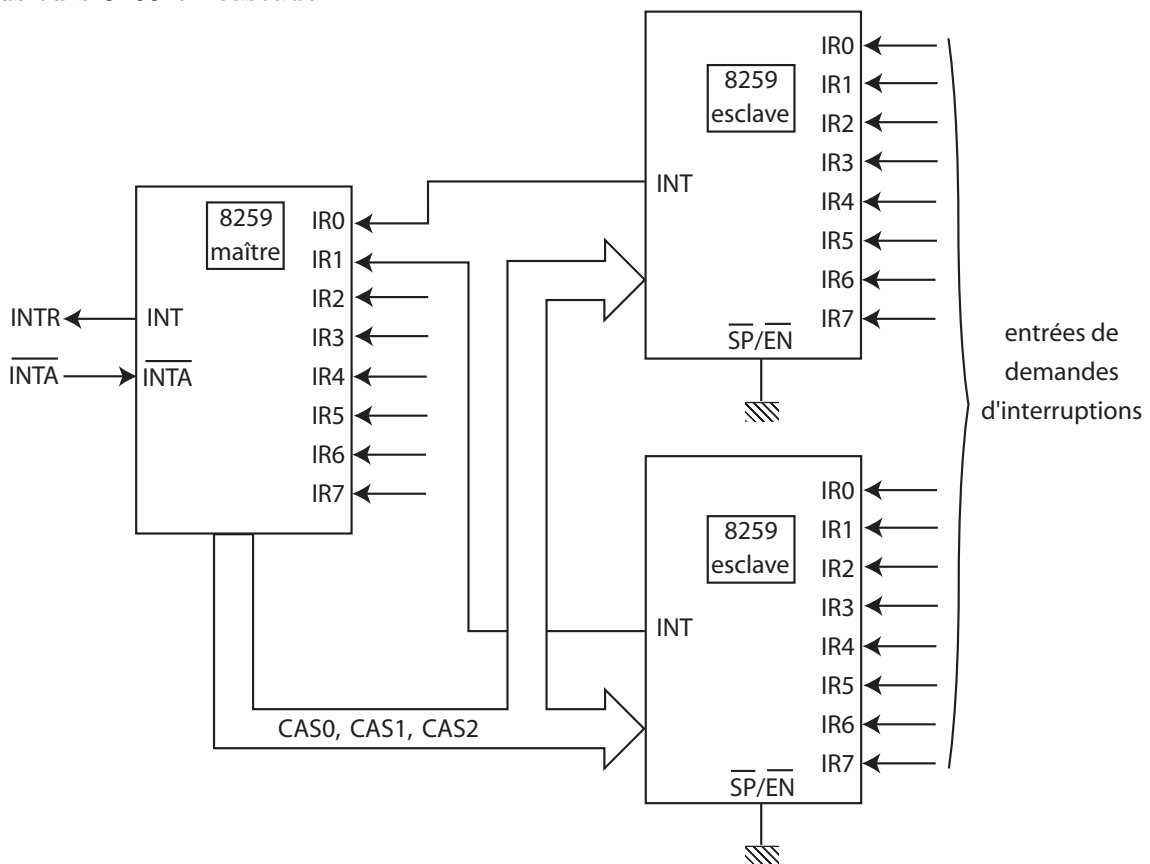 IR0
IR1
IR2
IR3
IR4
IR5
IR6
IR7
8259
esclave
INT
SP/EN
8259
maître
IR0
IR1
IR2
IR3
IR4
IR5
IR6
IR7
INTR
INT
INTA
INTA
entrées de
demandes
d'interruptions
IR0
IR1
IR2
IR3
IR4
IR5
IR6
IR7
8259
esclave
INT
CAS0, CAS1, CAS2
SP/EN